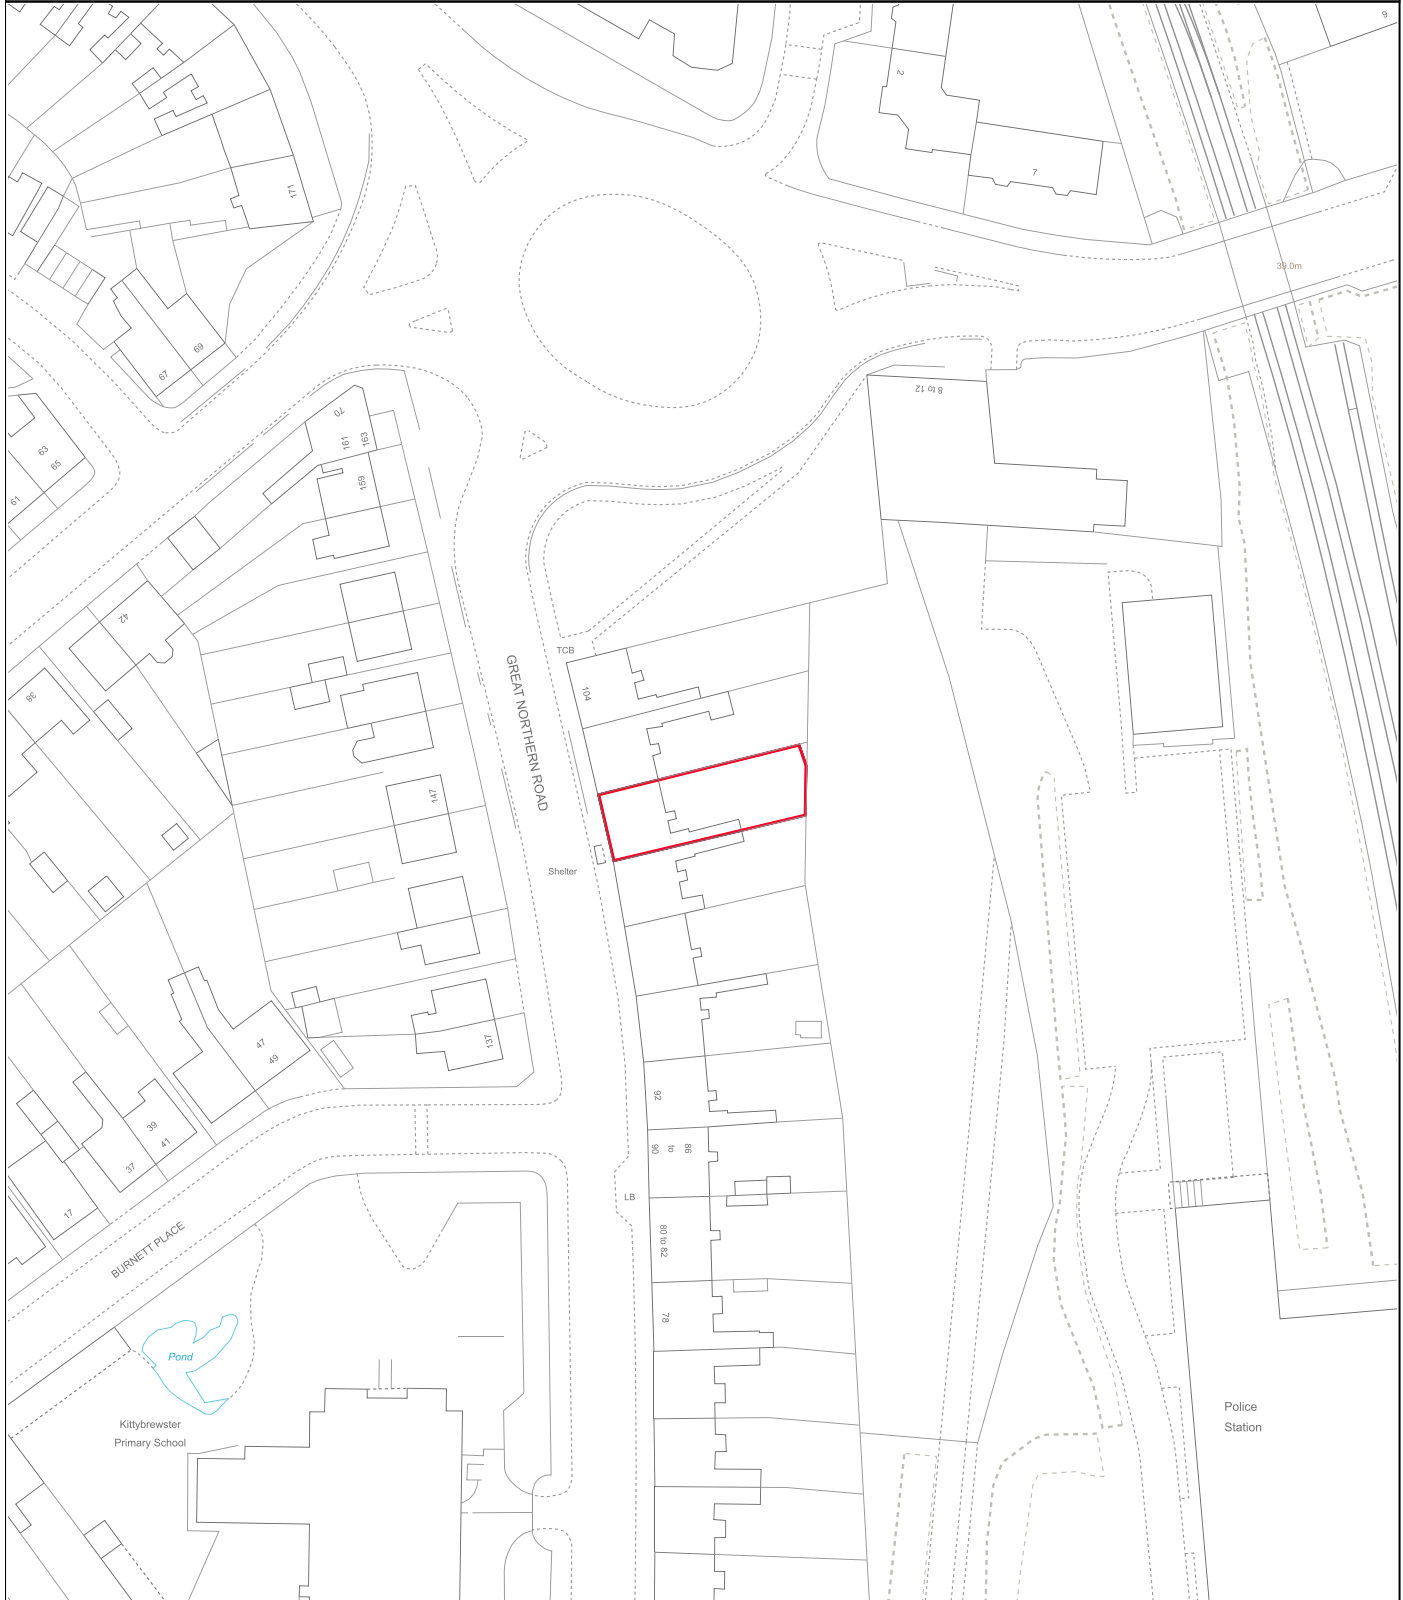 9
2
7
171
39.0m
69
67
8 to 12
70
161
163
63
65
159
61
42
TCB
38
104
GREAT NORTHERN ROAD
147
Shelter
47
49
137
92
39
41
37
86
to
90
17
LB
80 to 82
BURNETT PLACE
78
Pond
Kittybrewster
Primary School
Police
Station